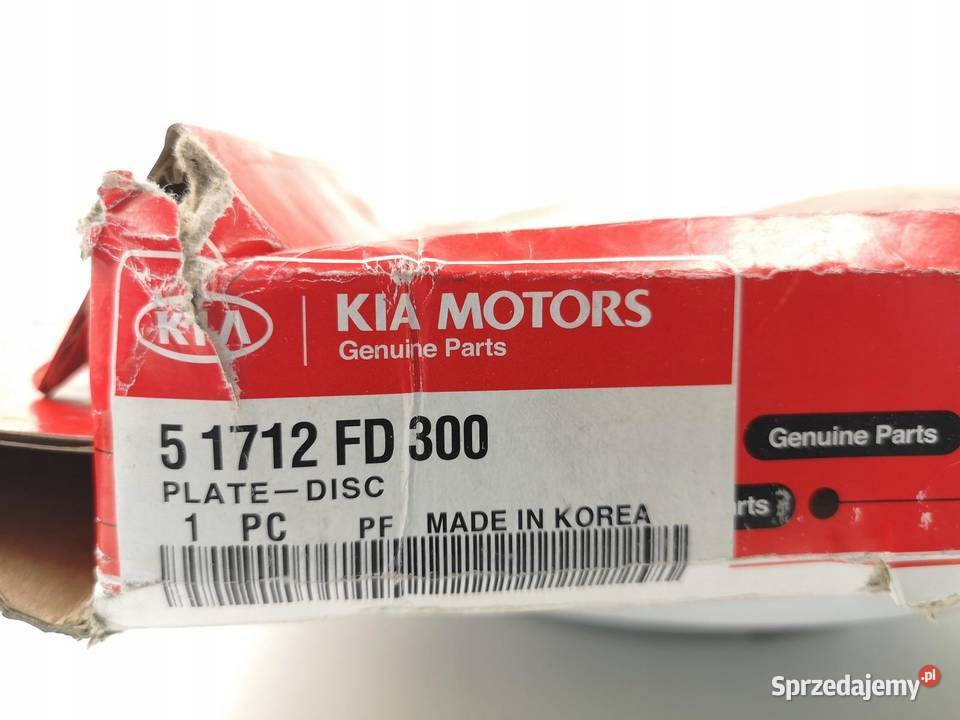 KIA
KIA MOTORS
Genuine Parts
5 1712 FD 300
PLATE-DISC
1 PC PF MADE IN KOREA
Genuine Parts
rts
Sprzedajemy.pl